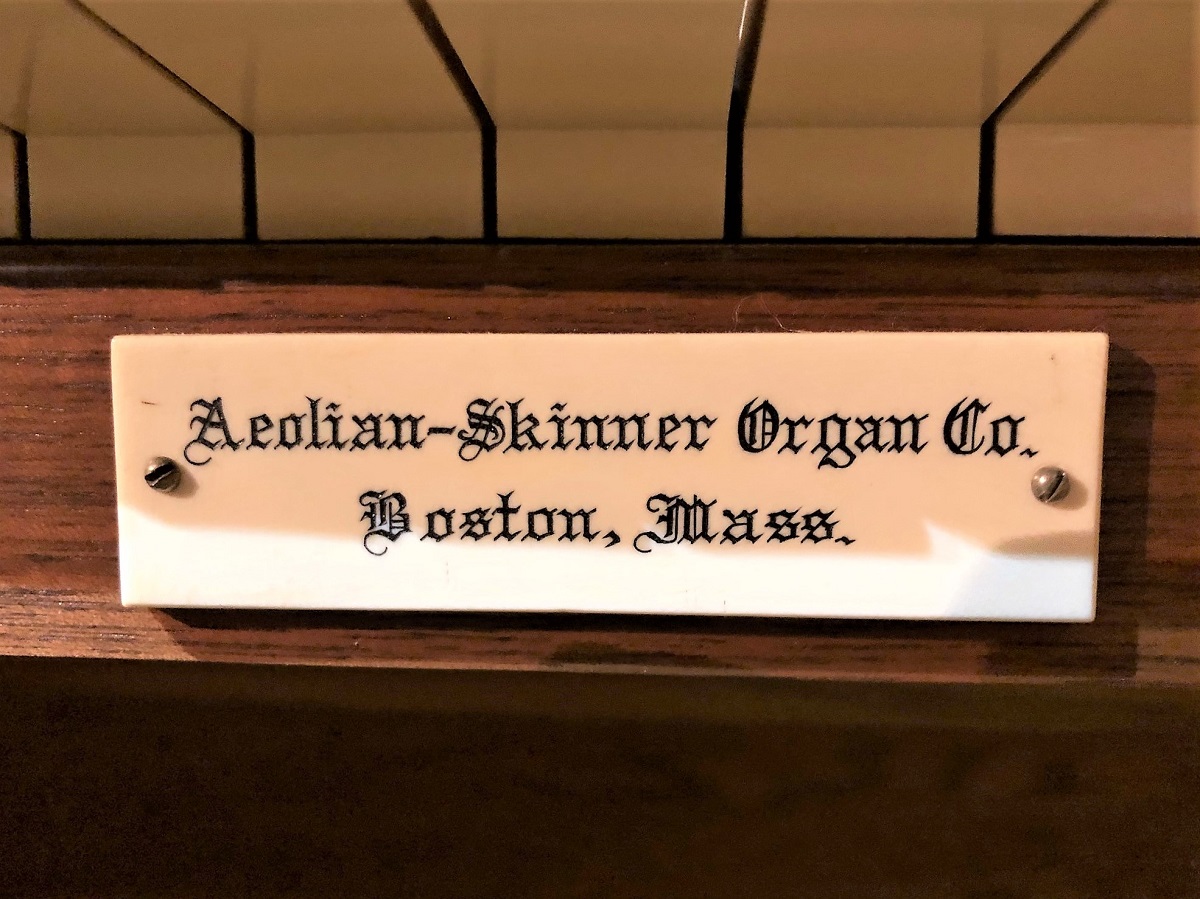 Aeolian-Skinner Organ Co.
Boston, Mass.